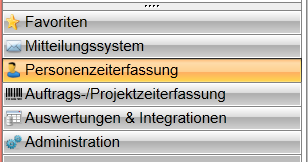 Favoriten
Mitteilungssystem
Personenzeiterfassung
Auftrags-/Projektzeiterfassung
Auswertungen & Integrationen
Administration